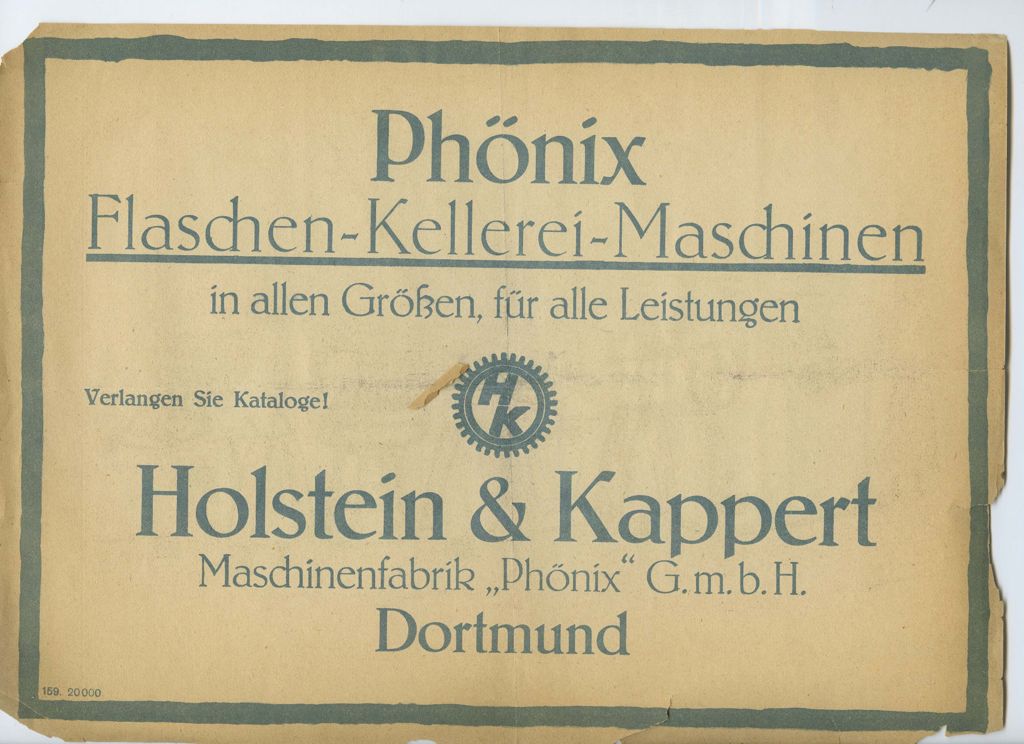 Phönix
Flaschen-Kellerei-Maschinen
in allen Größen, für alle Leistungen
Verlangen Sie Kataloge!
HK
Holstein & Kappert
Maschinenfabrik „Phönix“ G.m.b.H.
Dortmund
159. 20000